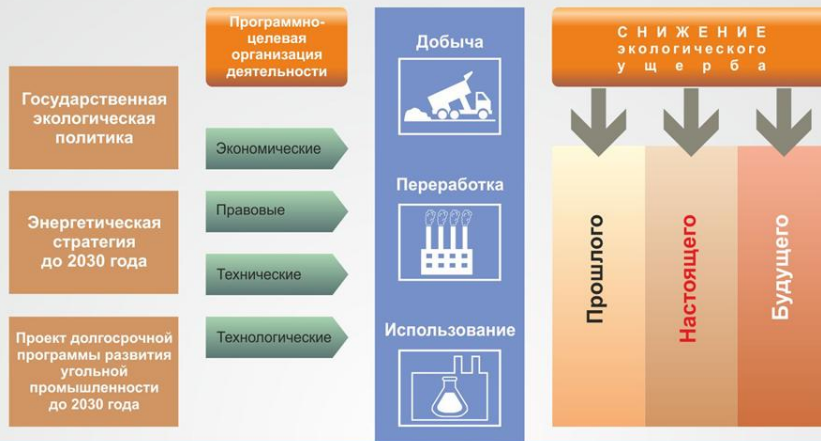 Государственная
экологическая
политика
Энергетическая
стратегия
до 2030 года
Проект долгосрочной
программы развития
угольной
промышленности
до 2030 года
Программно-
целевая
организация
деятельности
Экономические
Правовые
Технические
Технологические
Добыча
Переработка
Использование
СНИЖЕНИЕ
экологического
ущерба
Прошлого
Настоящего
Будущего